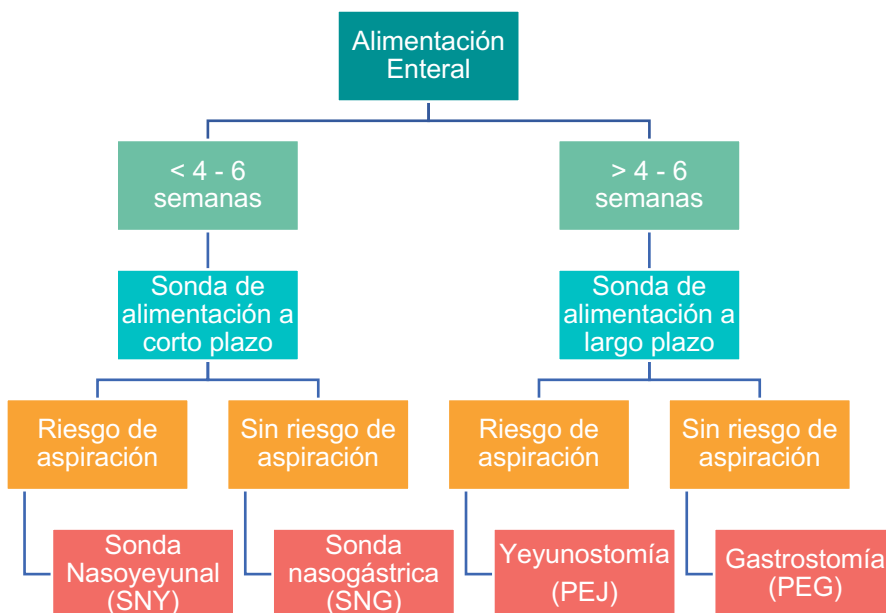 Alimentación
Enteral
< 4 - 6
semanas
> 4 - 6
semanas
Sonda de
alimentación a
corto plazo
Sonda de
alimentación a
largo plazo
Riesgo de
aspiración
Sin riesgo de
aspiración
Riesgo de
aspiración
Sin riesgo de
aspiración
Sonda
Nasoyeyunal
(SNY)
Sonda
nasogástrica
(SNG)
Yeyunostomía
(PEJ)
Gastrostomía
(PEG)